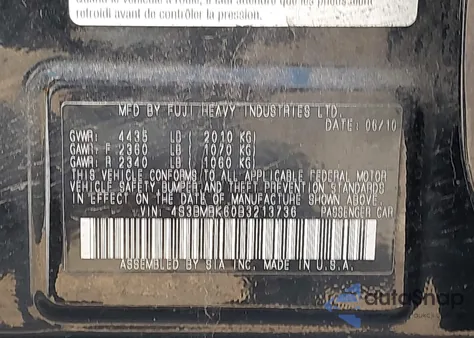 refroidi avant de contrôler la pression.
MFD BY FUJI HEAVY INDUSTRIES LTD.
DATE: 06/10
GVWR: 4435 LB ( 2010 KG)
GAWR: F 2360 LB ( 1070 KG)
GAWR: R 2340 LB ( 1060 KG)
THIS VEHICLE CONFORMS TO ALL APPLICABLE FEDERAL MOTOR
VEHICLE SAFETY, BUMPER AND THEFT PREVENTION STANDARDS
IN EFFECT ON THE DATE OF MANUFACTURE SHOWN ABOVE.
VIN: 4S3BMBK60B3213736 PASSENGER CAR
ASSEMBLED BY SIA INC. MADE IN U.S.A.
autoSnap